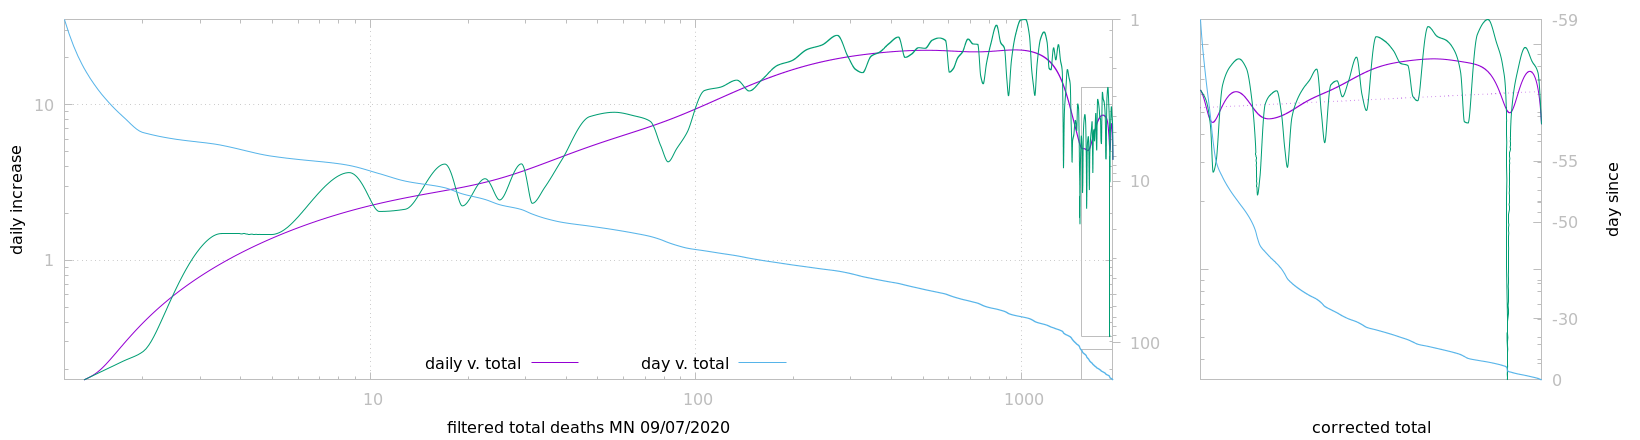 daily increase
10
1
daily v. total
day v. total
10
100
1000
filtered total deaths MN 09/07/2020
1
10
100
-59
-55
-50
-30
0
day since
corrected total